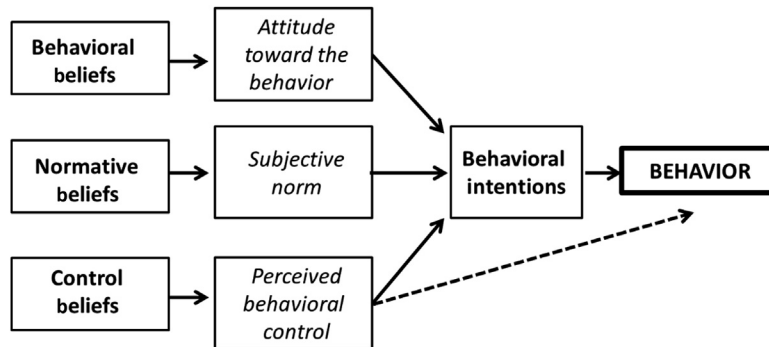 Behavioral
beliefs
Attitude
toward the
behavior
Normative
beliefs
Subjective
norm
Behavioral
intentions
BEHAVIOR
Control
beliefs
Perceived
behavioral
control